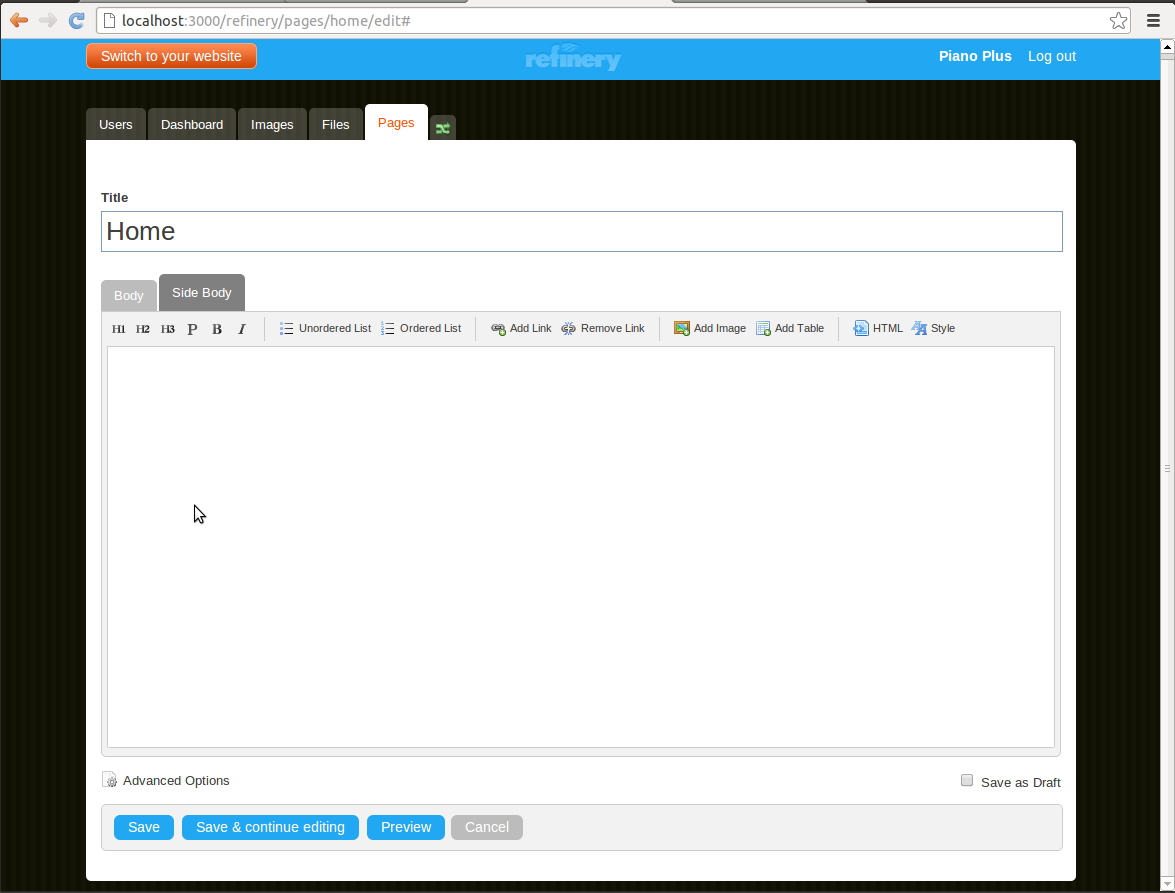 localhost:3000/refinery/pages/home/edit#
Switch to your website refinery Piano Plus Log out
Users Dashboard Images Files Pages
Title
Home
Body Side Body
H1 H2 H3 P B I Unordered List Ordered List Add Link Remove Link Add Image Add Table HTML Style
Advanced Options Save as Draft
Save Save & continue editing Preview Cancel